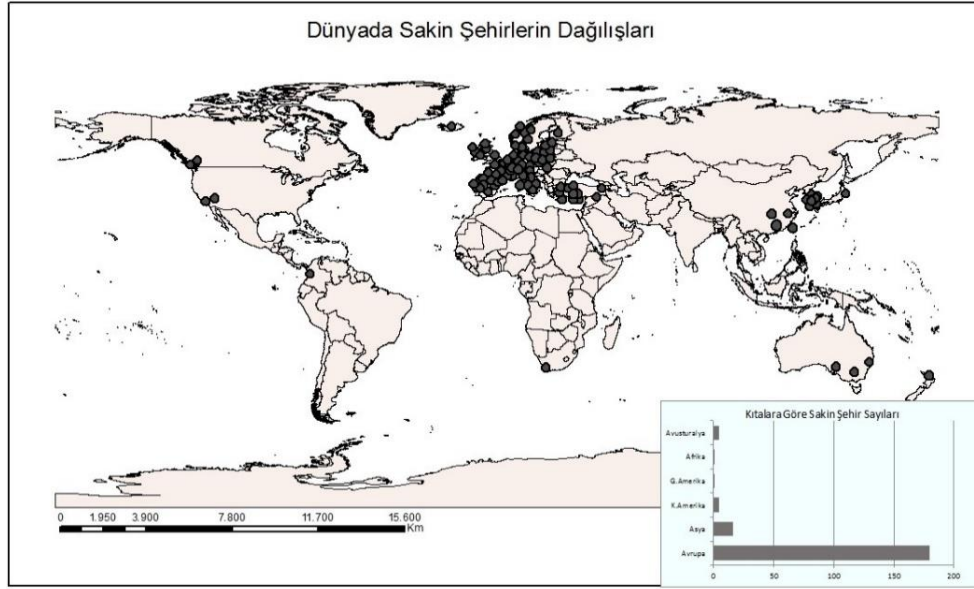 Dünyada Sakin Şehirlerin Dağılışları
0 1.950 3.900 7.800 11.700 15.600
Km
Kıtalara Göre Sakin Şehir Sayıları
Avusturalya
Afrika
G.Amerika
K.Amerika
Asya
Avrupa
0 50 100 150 200